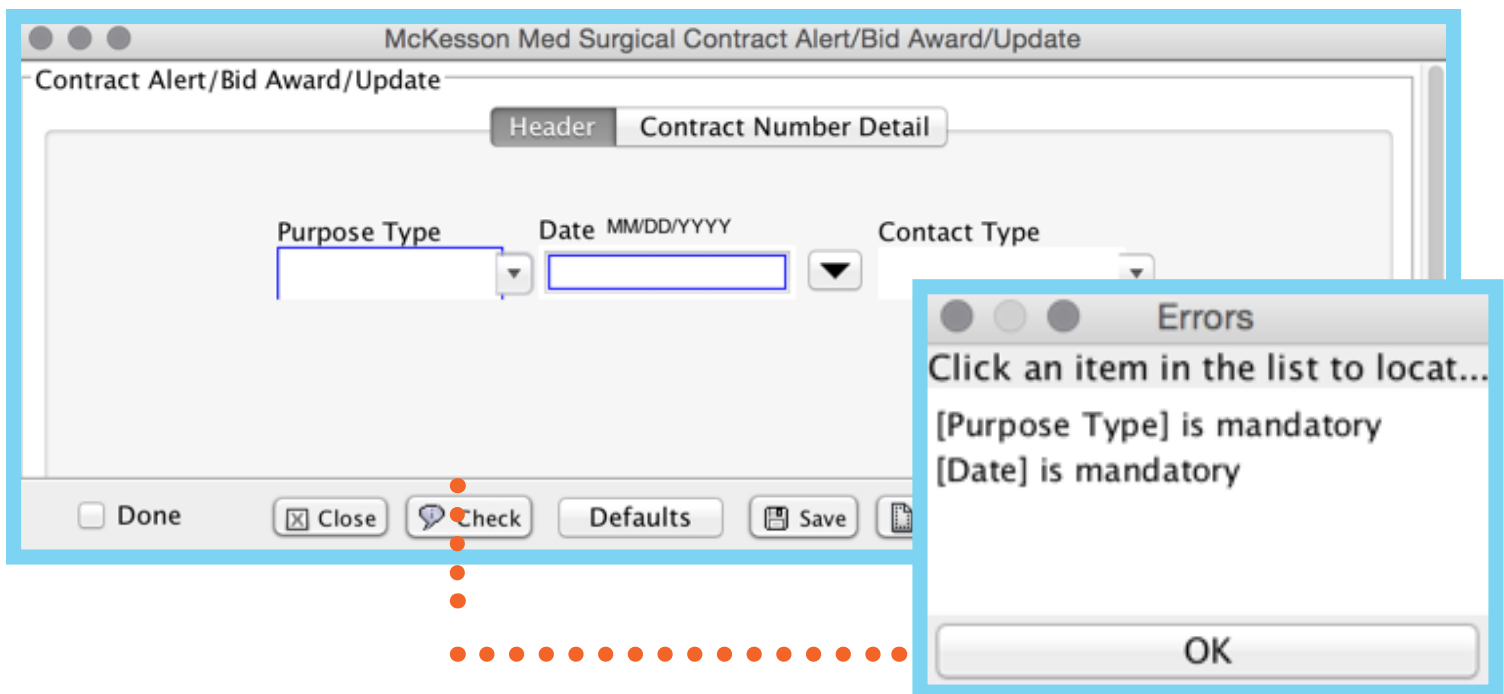 McKesson Med Surgical Contract Alert/Bid Award/Update
Contract Alert/Bid Award/Update
Header Contract Number Detail
Purpose Type Date MM/DD/YYYY Contact Type
Done Close Check Defaults Save
Errors
Click an item in the list to locat...
[Purpose Type] is mandatory
[Date] is mandatory
OK